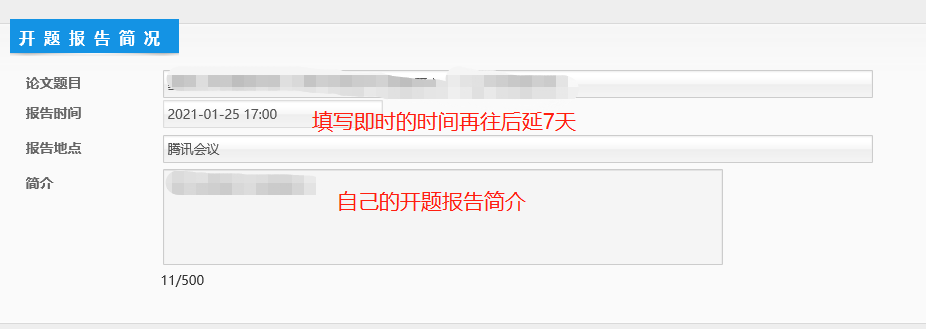 开题报告简况
论文题目
报告时间 2021-01-25 17:00
填写即时的时间再往后延7天
报告地点 腾讯会议
简介
自己的开题报告简介
11/500